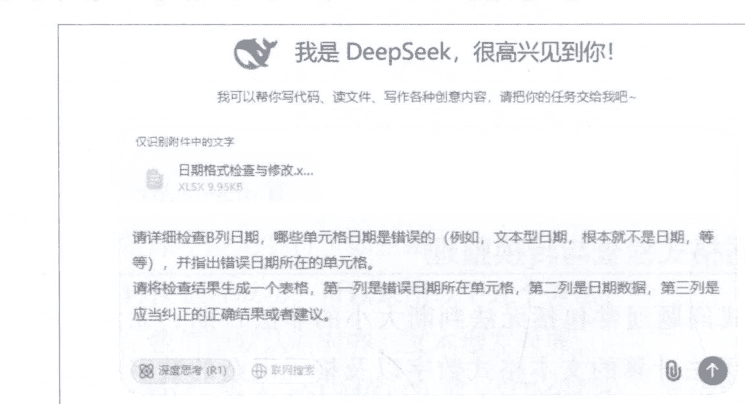 我是 DeepSeek，很高兴见到你！
我可以帮你写代码、读文件、写作各种创意内容，请把你的任务交给我吧~
仅识别附件中的文字
日期格式检查与修改.x...
XLSX 9.95KB
请详细检查B列日期，哪些单元格日期是错误的（例如，文本型日期，根本就不是日期，等
等），并指出错误日期所在的单元格。
请将检查结果生成一个表格，第一列是错误日期所在单元格，第二列是日期数据，第三列是
应当纠正的正确结果或者建议。
深度思考 (R1) 联网搜索